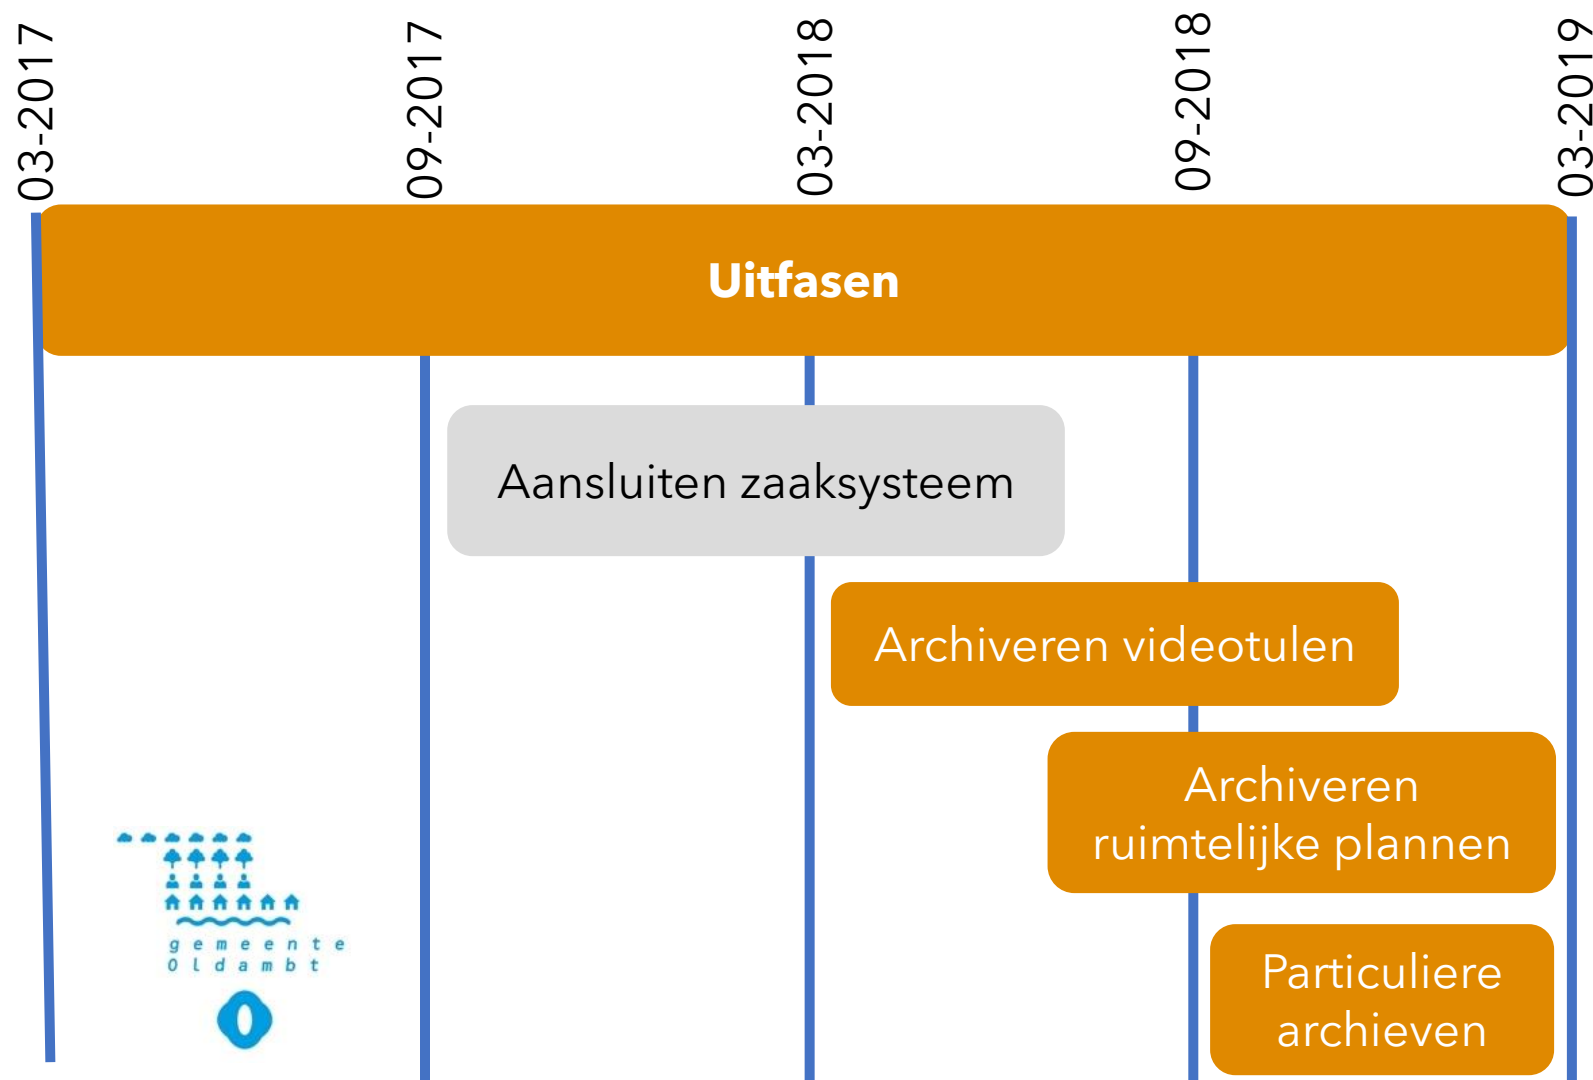 03-2017
09-2017
03-2018
09-2018
03-2019
Uitfasen
Aansluiten zaaksysteem
Archiveren videotulen
Archiveren
ruimtelijke plannen
Particuliere
archieven
gemeente
Oldambt